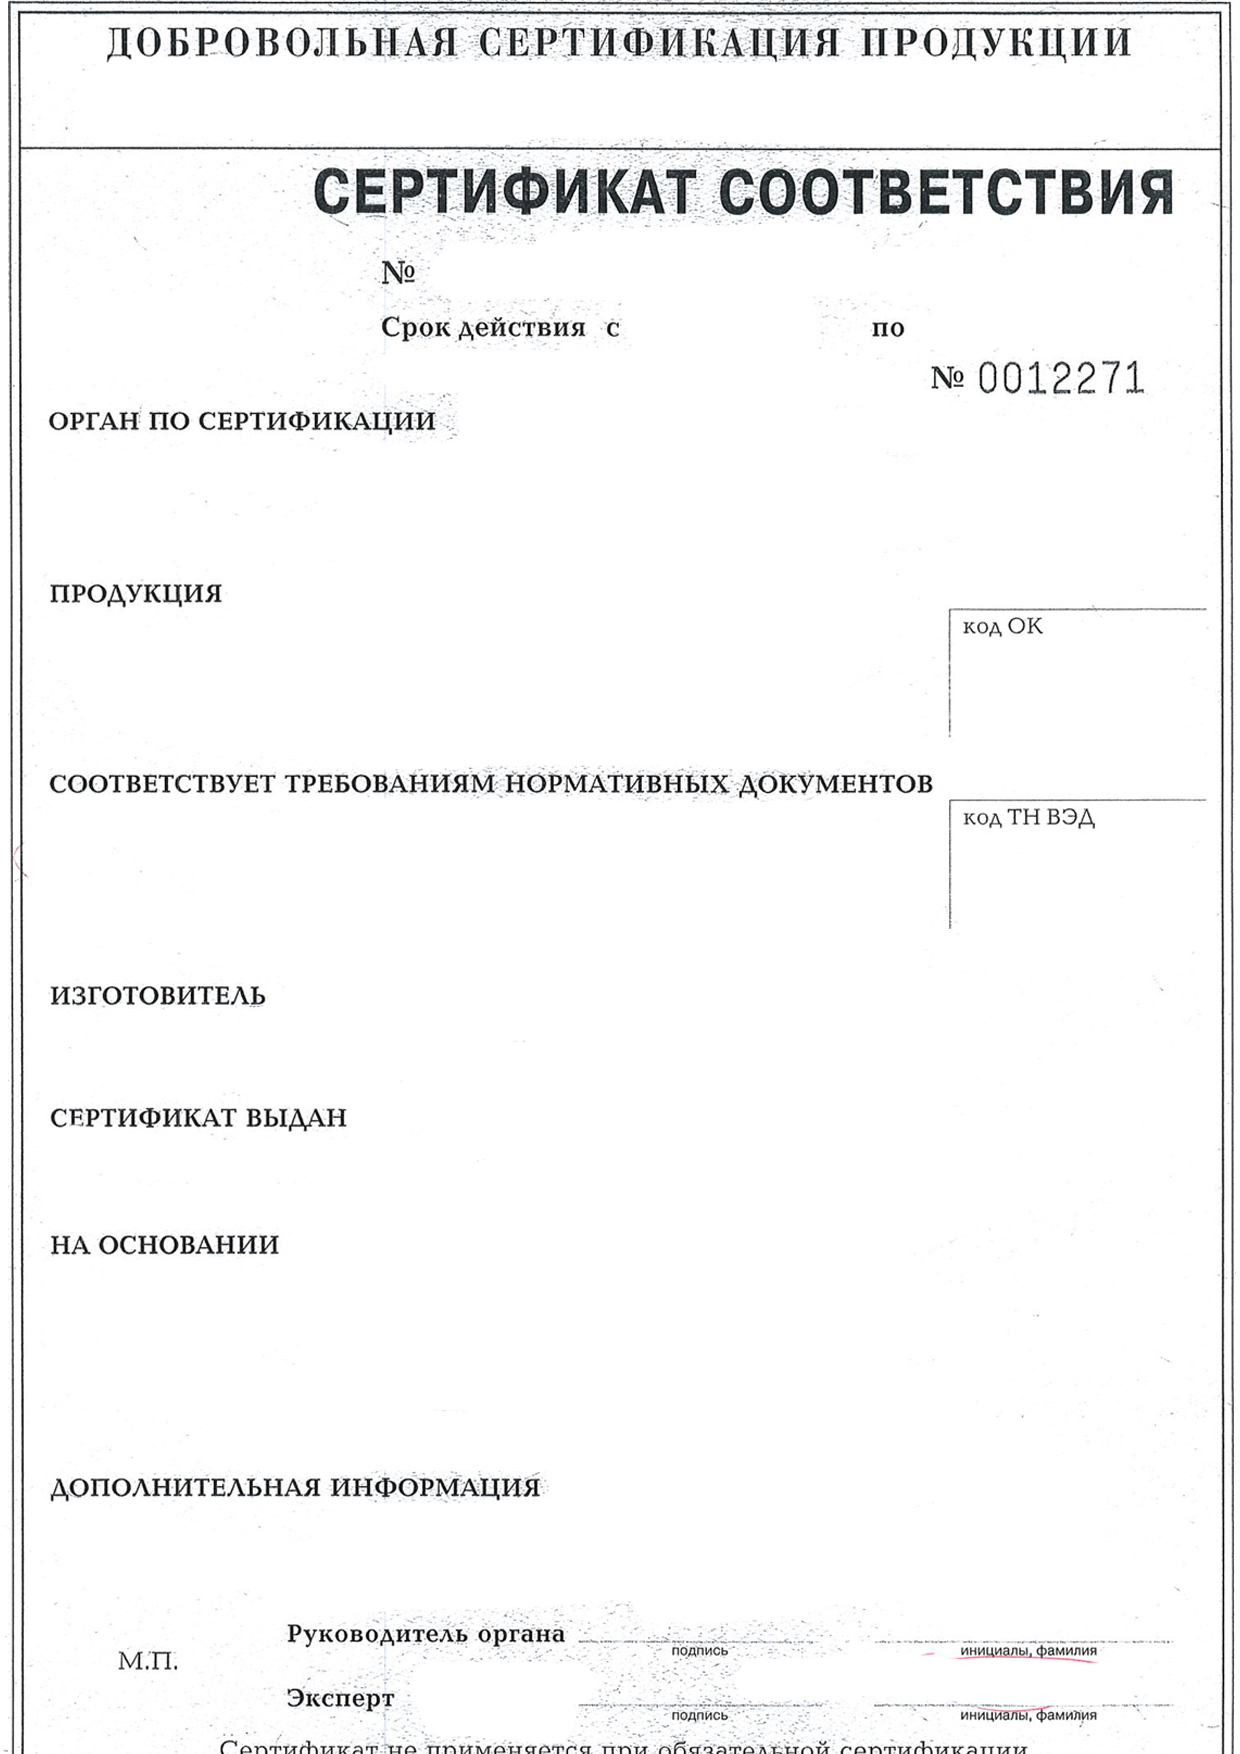 ДОБРОВОЛЬНАЯ СЕРТИФИКАЦИЯ ПРОДУКЦИИ
СЕРТИФИКАТ СООТВЕТСТВИЯ
№
Срок действия с по
№ 0012271
ОРГАН ПО СЕРТИФИКАЦИИ
ПРОДУКЦИЯ
код ОК
СООТВЕТСТВУЕТ ТРЕБОВАНИЯМ НОРМАТИВНЫХ ДОКУМЕНТОВ
код ТН ВЭД
ИЗГОТОВИТЕЛЬ
СЕРТИФИКАТ ВЫДАН
НА ОСНОВАНИИ
ДОПОЛНИТЕЛЬНАЯ ИНФОРМАЦИЯ
Руководитель органа
подпись инициалы, фамилия
М.П.
Эксперт
подпись инициалы, фамилия
Сертификат не применяется при обязательной сертификации